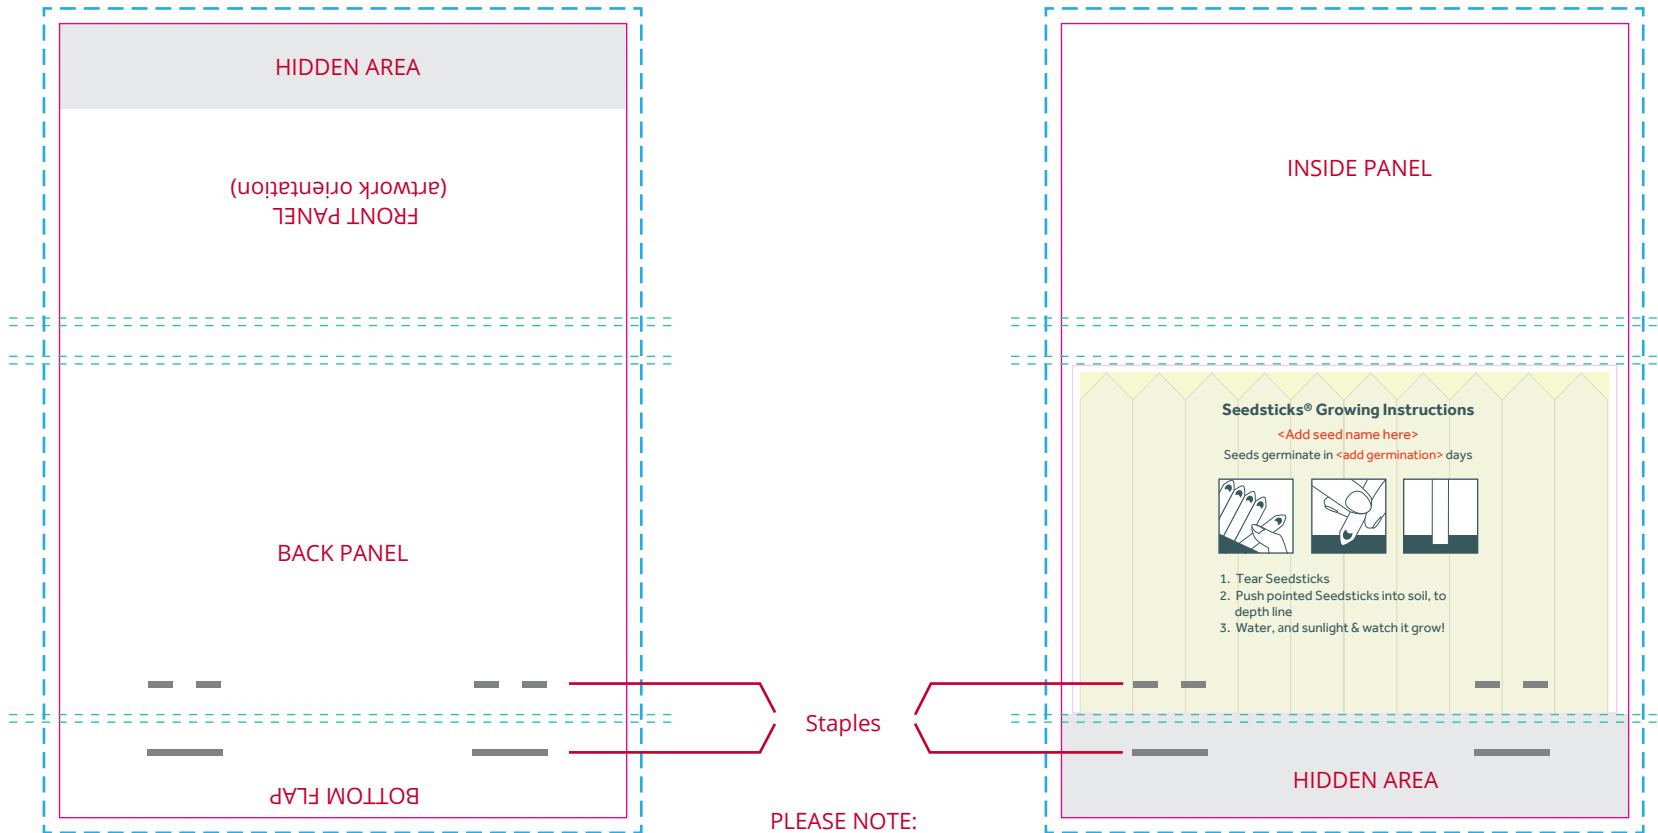 HIDDEN AREA
FRONT PANEL
(artwork orientation)
BACK PANEL
BOTTOM FLAP
Staples
PLEASE NOTE:
INSIDE PANEL
Seedsticks® Growing Instructions
<Add seed name here>
Seeds germinate in <add germination> days
1. Tear Seedsticks
2. Push pointed Seedsticks into soil, to
depth line
3. Water, and sunlight & watch it grow!
HIDDEN AREA